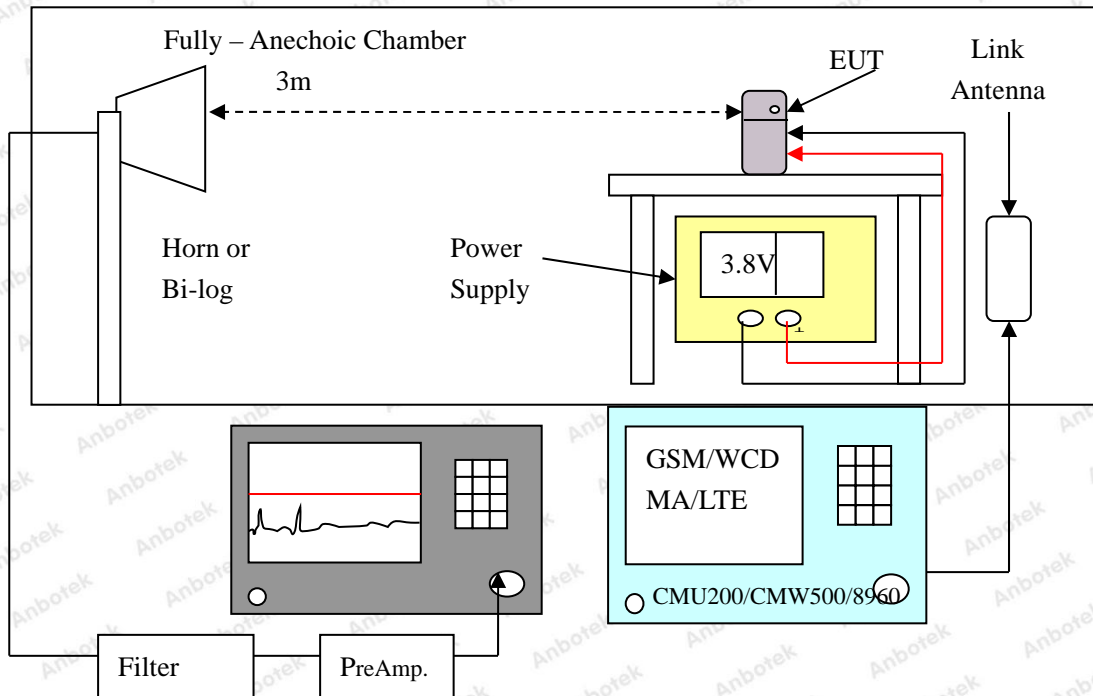 Fully – Anechoic Chamber
3m
EUT
Link
Antenna
Horn or
Bi-log
Power
Supply
3.8V
+
GSM/WCD
MA/LTE
CMU200/CMW500/8960
Filter
PreAmp.
Anbotek